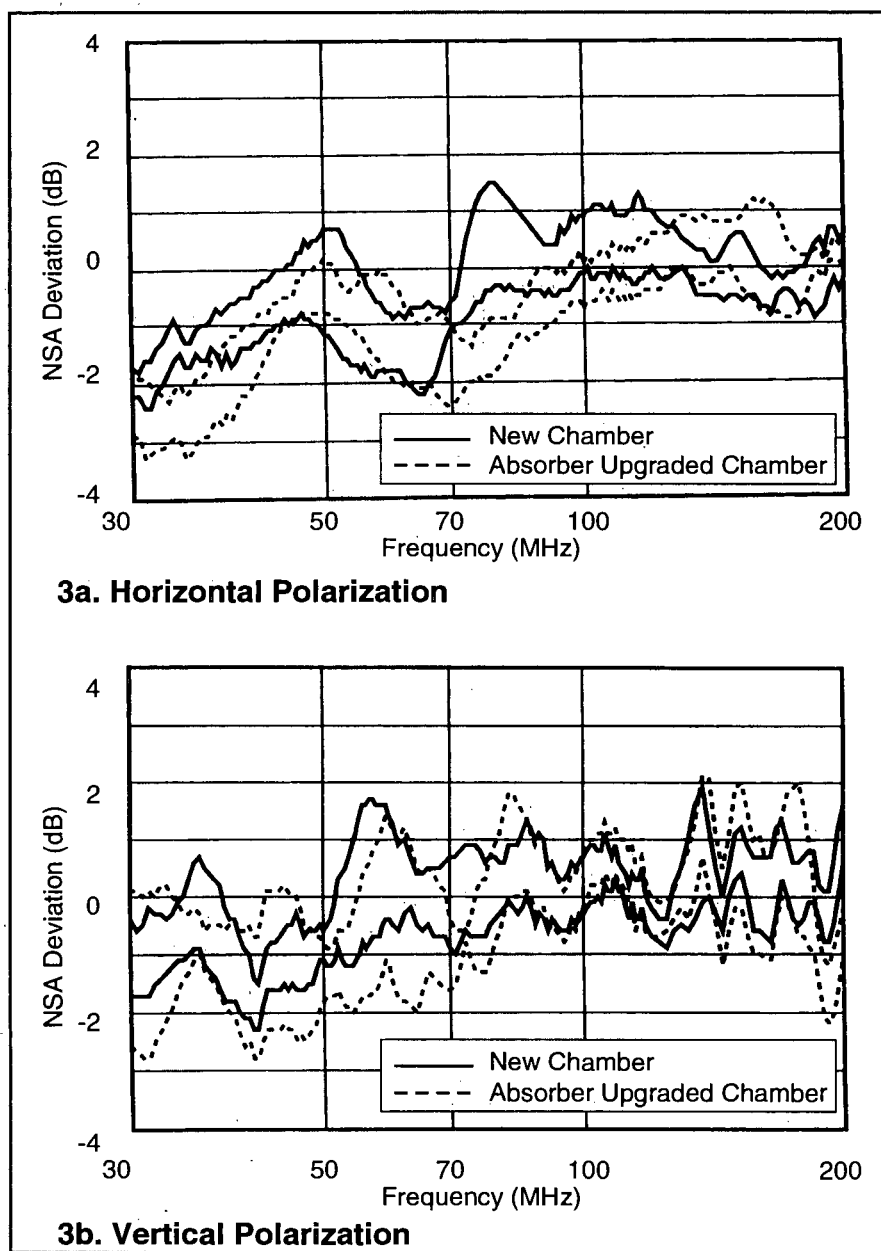 4
2
0
-2
-4
NSA Deviation (dB)
New Chamber
Absorber Upgraded Chamber
30 50 70 100 200
Frequency (MHz)
3a. Horizontal Polarization
4
2
0
-2
-4
NSA Deviation (dB)
New Chamber
Absorber Upgraded Chamber
30 50 70 100 200
Frequency (MHz)
3b. Vertical Polarization